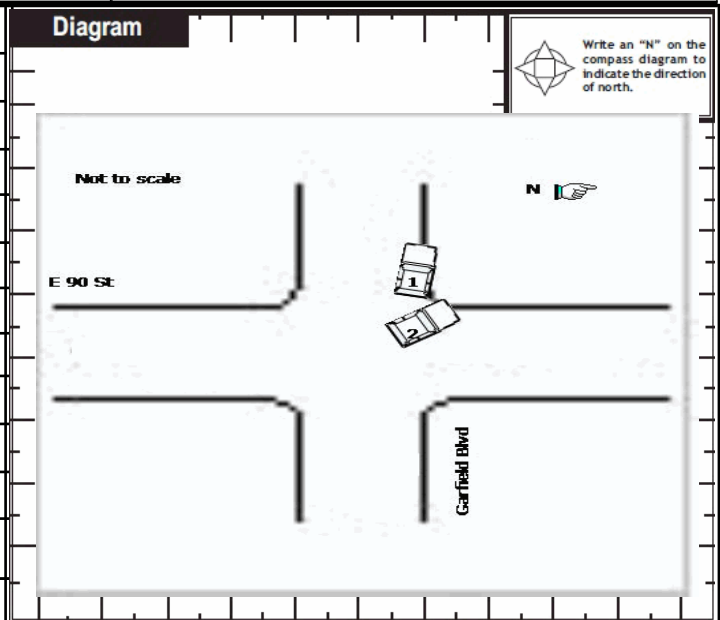 Diagram
Write an “N” on the
compass diagram to
indicate the direction
of north.
Not to scale
N
E 90 St
1
2
Garfield Blvd